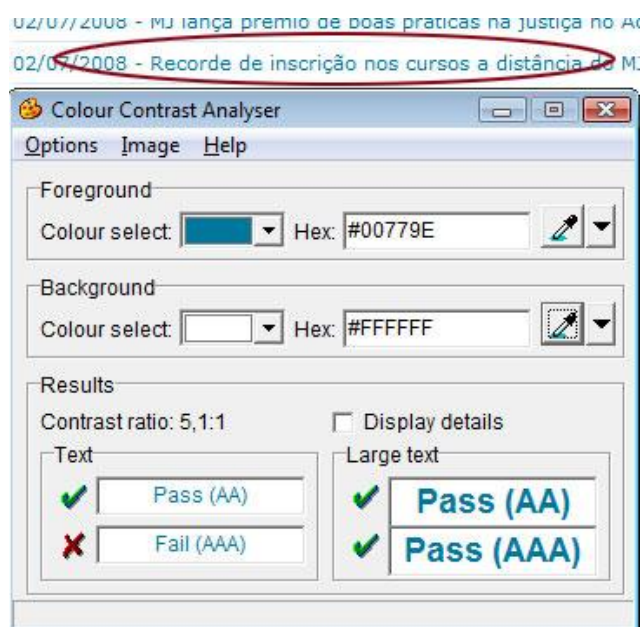 02/07/2008 - MJ lança prêmio de boas práticas na justiça no
02/07/2008 - Recorde de inscrição nos cursos a distância do MJ
Colour Contrast Analyser
Options Image Help
Foreground
Colour select: Hex: #00779E
Background
Colour select: Hex: #FFFFFF
Results
Contrast ratio: 5,1:1 Display details
Text Large text
Pass (AA) Pass (AA)
Fail (AAA) Pass (AAA)